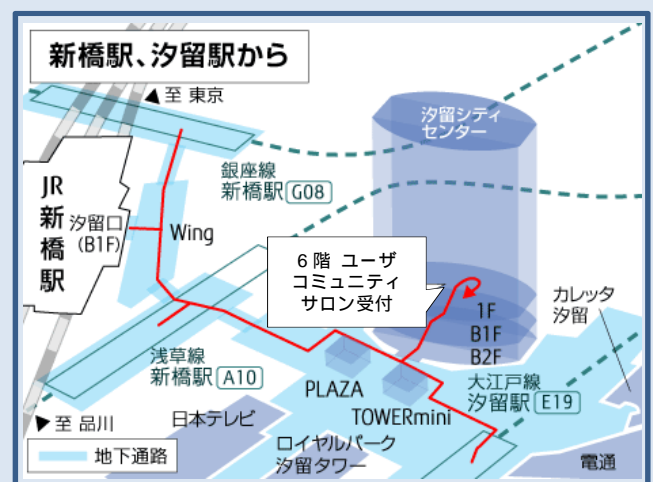 新橋駅、汐留駅から
▲至 東京
汐留シティ
センター
銀座線
新橋駅 G08
JR
新
橋
駅
汐留口
(B1F)
Wing
6階 ユーザ
コミュニティ
サロン受付
カレッタ
汐留
1F
B1F
B2F
浅草線
新橋駅 A10
大江戸線
汐留駅 E19
PLAZA
TOWERmini
▶至 品川
日本テレビ
ロイヤルパーク
汐留タワー
電通
地下通路